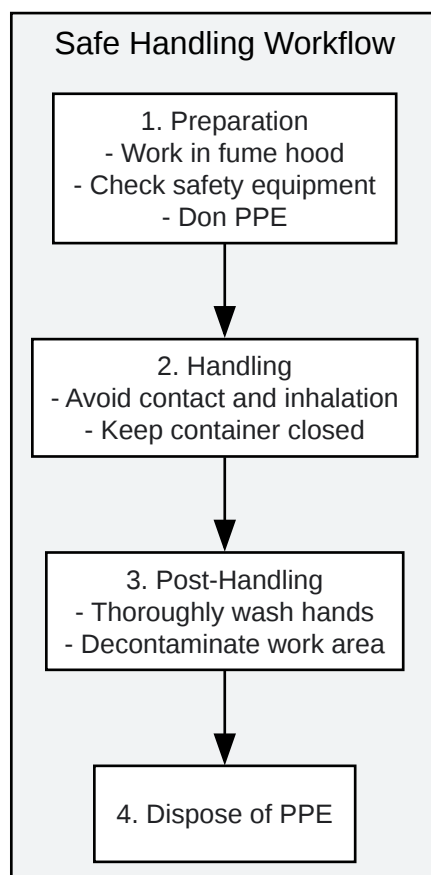 Safe Handling Workflow
1. Preparation
- Work in fume hood
- Check safety equipment
- Don PPE
2. Handling
- Avoid contact and inhalation
- Keep container closed
3. Post-Handling
- Thoroughly wash hands
- Decontaminate work area
4. Dispose of PPE